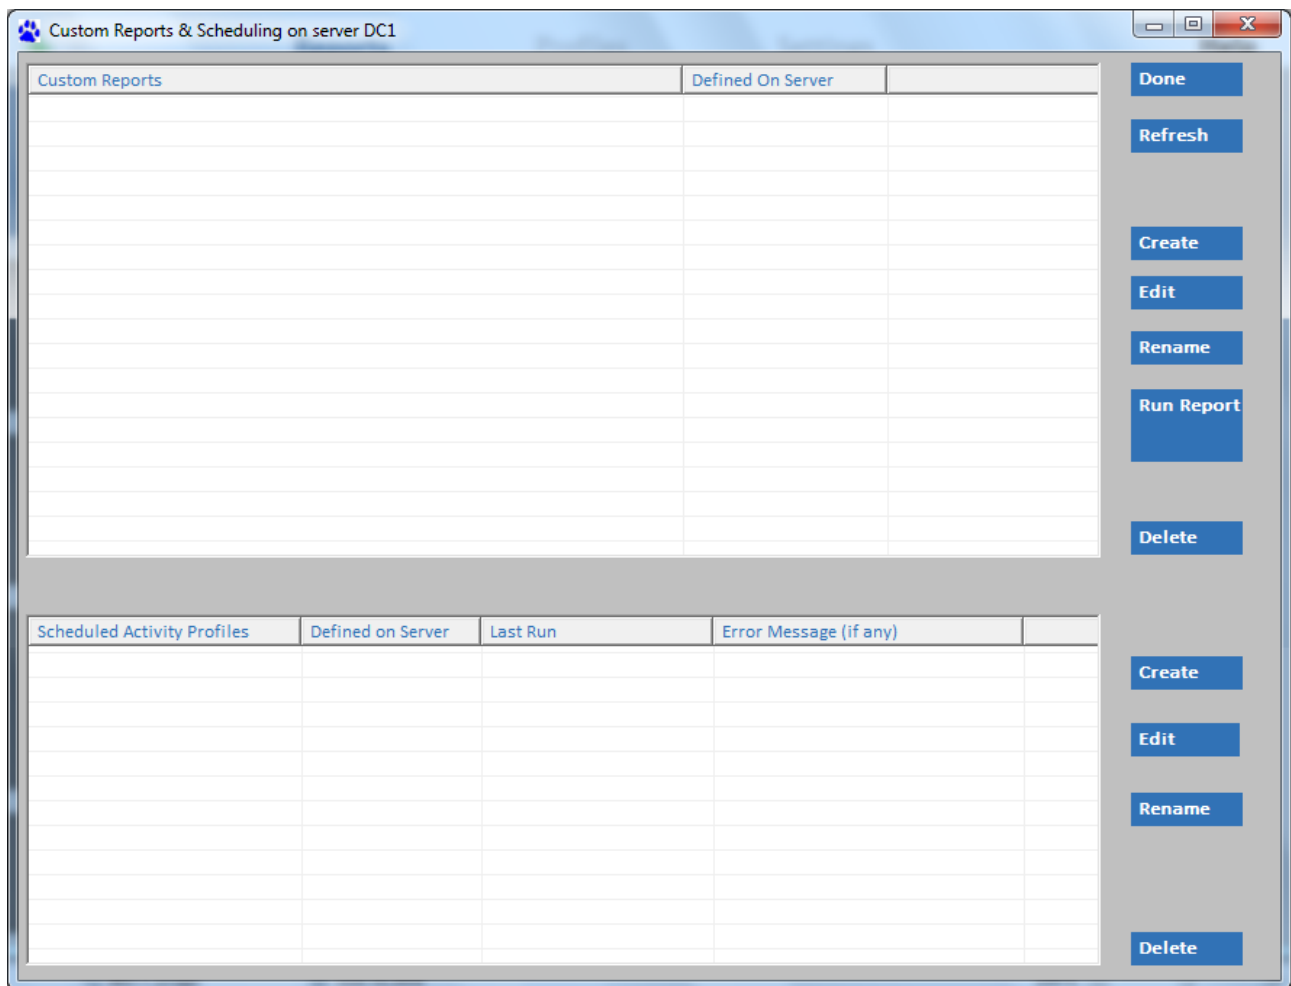 Custom Reports & Scheduling on server DC1
Custom Reports Defined On Server
Done
Refresh
Create
Edit
Rename
Run Report
Delete
Scheduled Activity Profiles Defined on Server Last Run Error Message (if any)
Create
Edit
Rename
Delete